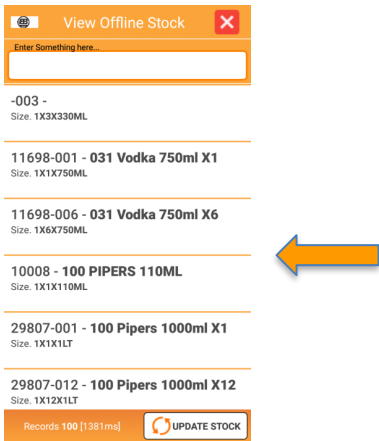 View Offline Stock
Enter Something here...
-003 -
Size. 1X3X330ML
11698-001 - 031 Vodka 750ml X1
Size. 1X1X750ML
11698-006 - 031 Vodka 750ml X6
Size. 1X6X750ML
10008 - 100 PIPERS 110ML
Size. 1X1X110ML
29807-001 - 100 Pipers 1000ml X1
Size. 1X1X1LT
29807-012 - 100 Pipers 1000ml X12
Size. 1X12X1LT
Records 100 [1381ms] UPDATE STOCK